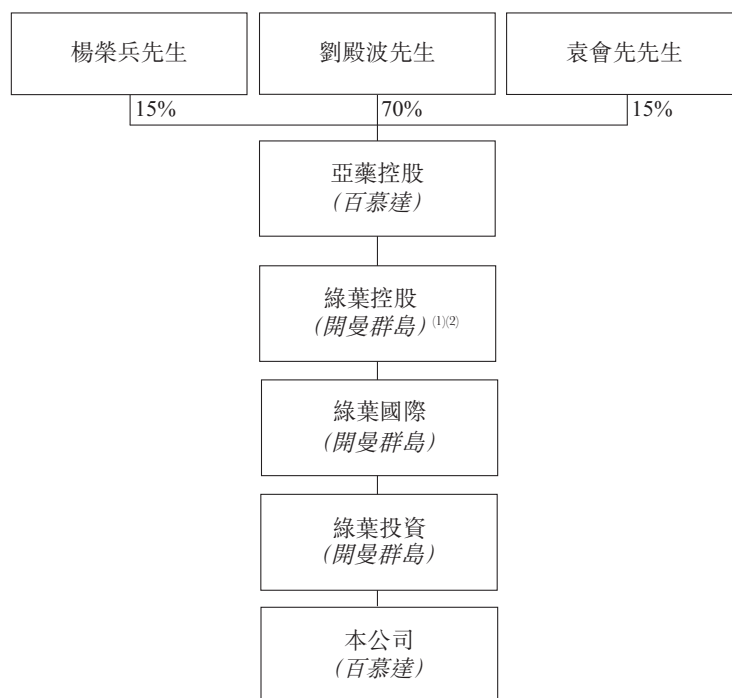 楊榮兵先生
劉殿波先生
袁會先先生
15%
70%
15%
亞藥控股
(百慕達)
綠葉控股
(開曼群島)(1)(2)
綠葉國際
(開曼群島)
綠葉投資
(開曼群島)
本公司
(百慕達)